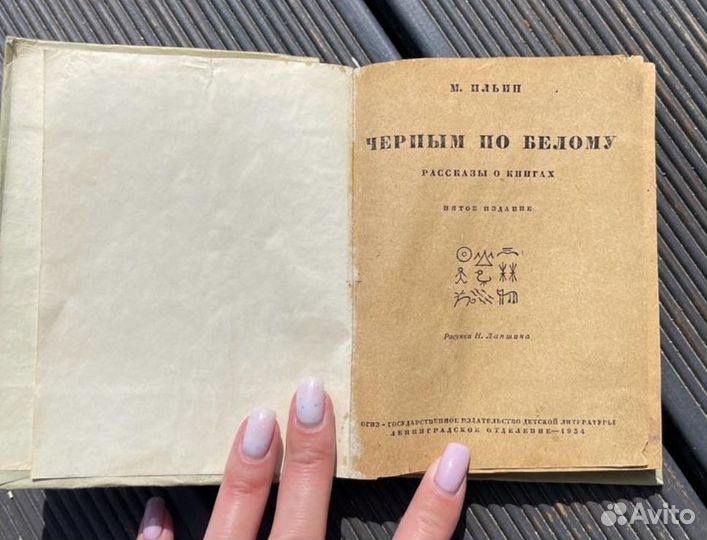 М. ИЛЬИН
ЧЕРНЫМ ПО БЕЛОМУ
РАССКАЗЫ О КНИГАХ
ПЯТОЕ ИЗДАНИЕ
Рисунки Н. Лапшина
ОГИЗ–ГОСУДАРСТВЕННОЕ ИЗДАТЕЛЬСТВО ДЕТСКОЙ ЛИТЕРАТУРЫ
ЛЕНИНГРАДСКОЕ ОТДЕЛЕНИЕ—1934
Avito